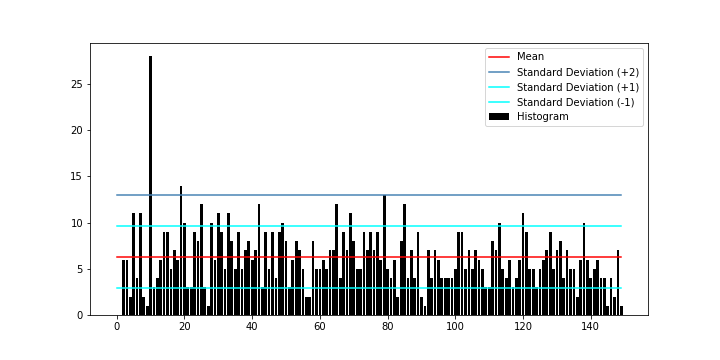 Mean
Standard Deviation (+2)
Standard Deviation (+1)
Standard Deviation (-1)
Histogram
25
20
15
10
5
0
0 20 40 60 80 100 120 140